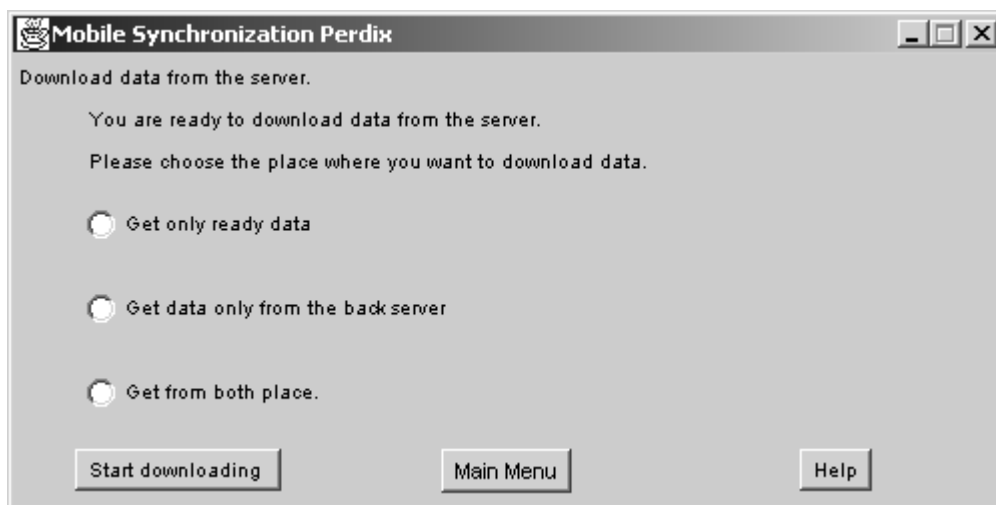 Mobile Synchronization Perdix
Download data from the server.
You are ready to download data from the server.
Please choose the place where you want to download data.
Get only ready data
Get data only from the back server
Get from both place.
Start downloading Main Menu Help